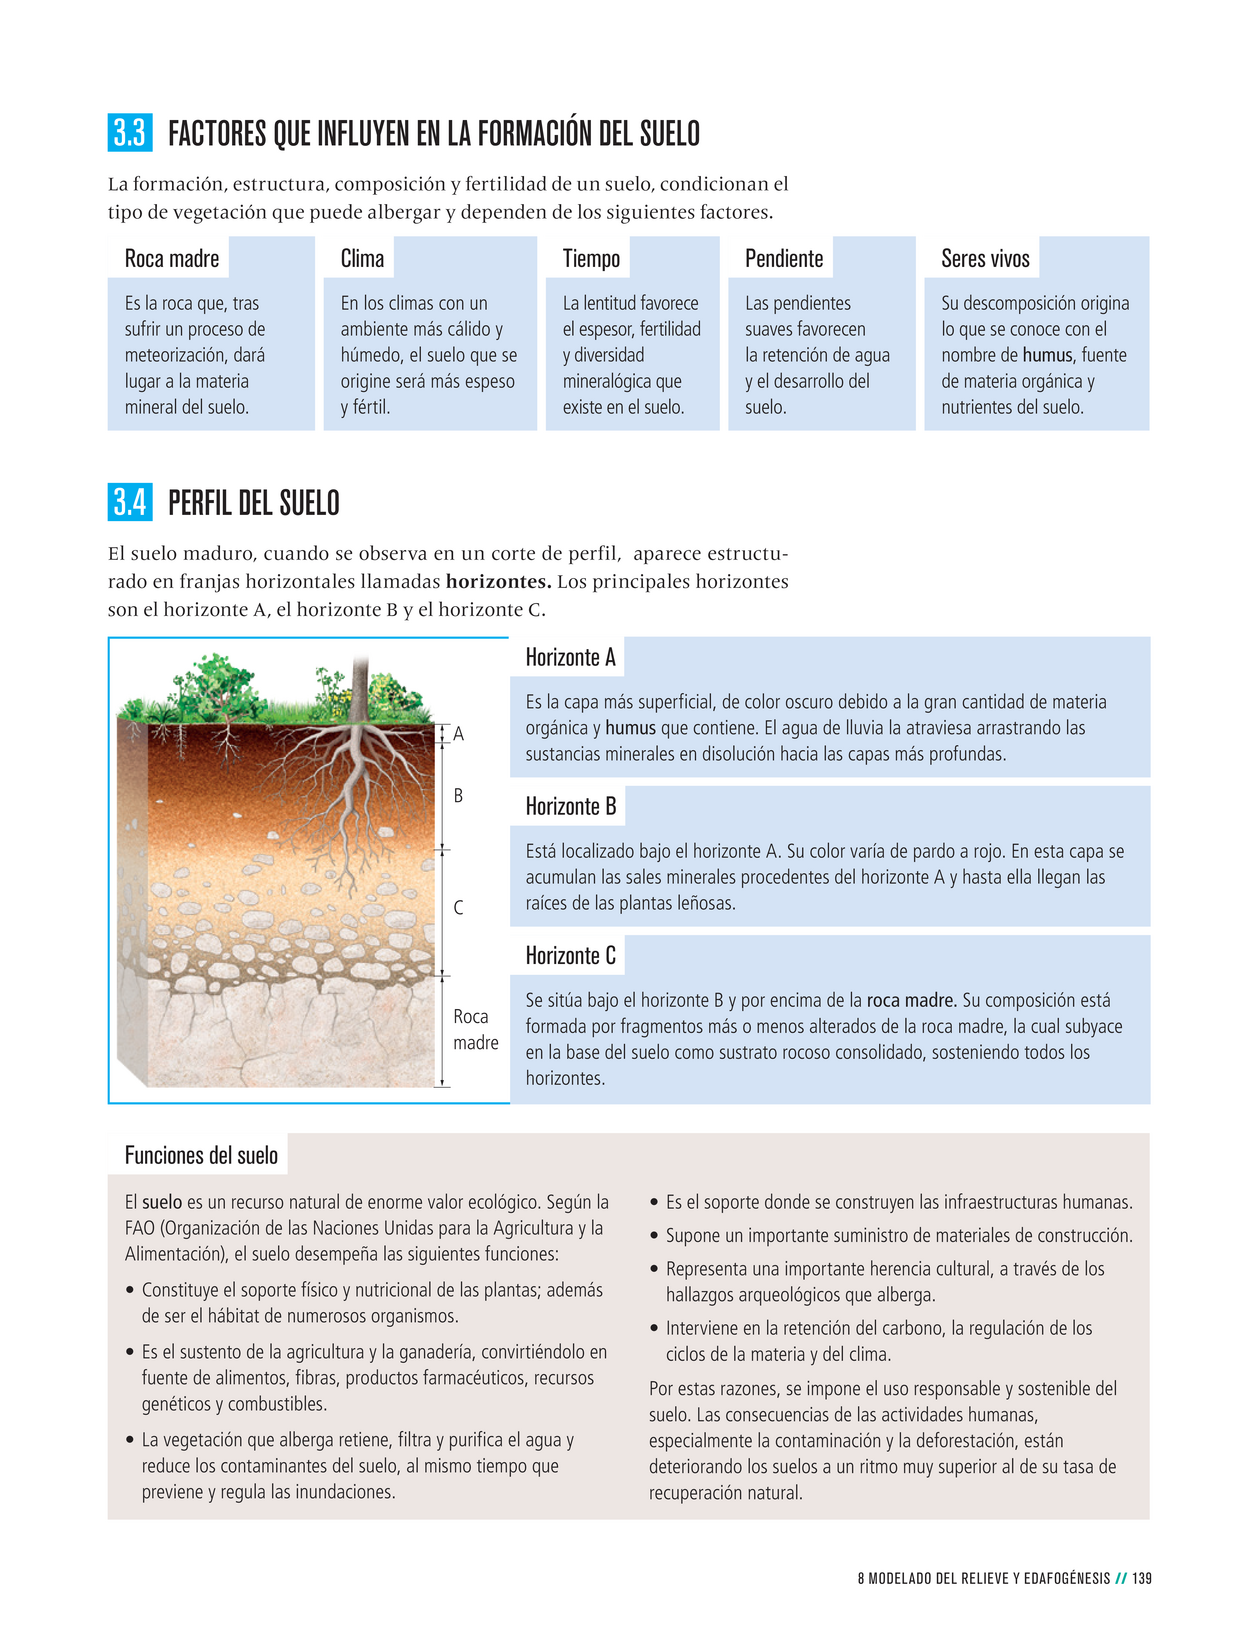 3.3 FACTORES QUE INFLUYEN EN LA FORMACIÓN DEL SUELO
La formación, estructura, composición y fertilidad de un suelo, condicionan el
tipo de vegetación que puede albergar y dependen de los siguientes factores.
Roca madre
Es la roca que, tras
sufrir un proceso de
meteorización, dará
lugar a la materia
mineral del suelo.
Clima
En los climas con un
ambiente más cálido y
húmedo, el suelo que se
origine será más espeso
y fértil.
Tiempo
La lentitud favorece
el espesor, fertilidad
y diversidad
mineralógica que
existe en el suelo.
Pendiente
Las pendientes
suaves favorecen
la retención de agua
y el desarrollo del
suelo.
Seres vivos
Su descomposición origina
lo que se conoce con el
nombre de humus, fuente
de materia orgánica y
nutrientes del suelo.
3.4 PERFIL DEL SUELO
El suelo maduro, cuando se observa en un corte de perfil, aparece estructu-
rado en franjas horizontales llamadas horizontes. Los principales horizontes
son el horizonte A, el horizonte B y el horizonte C.
A
B
C
Roca
madre
Horizonte A
Es la capa más superficial, de color oscuro debido a la gran cantidad de materia
orgánica y humus que contiene. El agua de lluvia la atraviesa arrastrando las
sustancias minerales en disolución hacia las capas más profundas.
Horizonte B
Está localizado bajo el horizonte A. Su color varía de pardo a rojo. En esta capa se
acumulan las sales minerales procedentes del horizonte A y hasta ella llegan las
raíces de las plantas leñosas.
Horizonte C
Se sitúa bajo el horizonte B y por encima de la roca madre. Su composición está
formada por fragmentos más o menos alterados de la roca madre, la cual subyace
en la base del suelo como sustrato rocoso consolidado, sosteniendo todos los
horizontes.
Funciones del suelo
El suelo es un recurso natural de enorme valor ecológico. Según la
FAO (Organización de las Naciones Unidas para la Agricultura y la
Alimentación), el suelo desempeña las siguientes funciones:
• Constituye el soporte físico y nutricional de las plantas; además
de ser el hábitat de numerosos organismos.
• Es el sustento de la agricultura y la ganadería, convirtiéndolo en
fuente de alimentos, fibras, productos farmacéuticos, recursos
genéticos y combustibles.
• La vegetación que alberga retiene, filtra y purifica el agua y
reduce los contaminantes del suelo, al mismo tiempo que
previene y regula las inundaciones.
• Es el soporte donde se construyen las infraestructuras humanas.
• Supone un importante suministro de materiales de construcción.
• Representa una importante herencia cultural, a través de los
hallazgos arqueológicos que alberga.
• Interviene en la retención del carbono, la regulación de los
ciclos de la materia y del clima.
Por estas razones, se impone el uso responsable y sostenible del
suelo. Las consecuencias de las actividades humanas,
especialmente la contaminación y la deforestación, están
deteriorando los suelos a un ritmo muy superior al de su tasa de
recuperación natural.
8 MODELADO DEL RELIEVE Y EDAFOGÉNESIS // 139